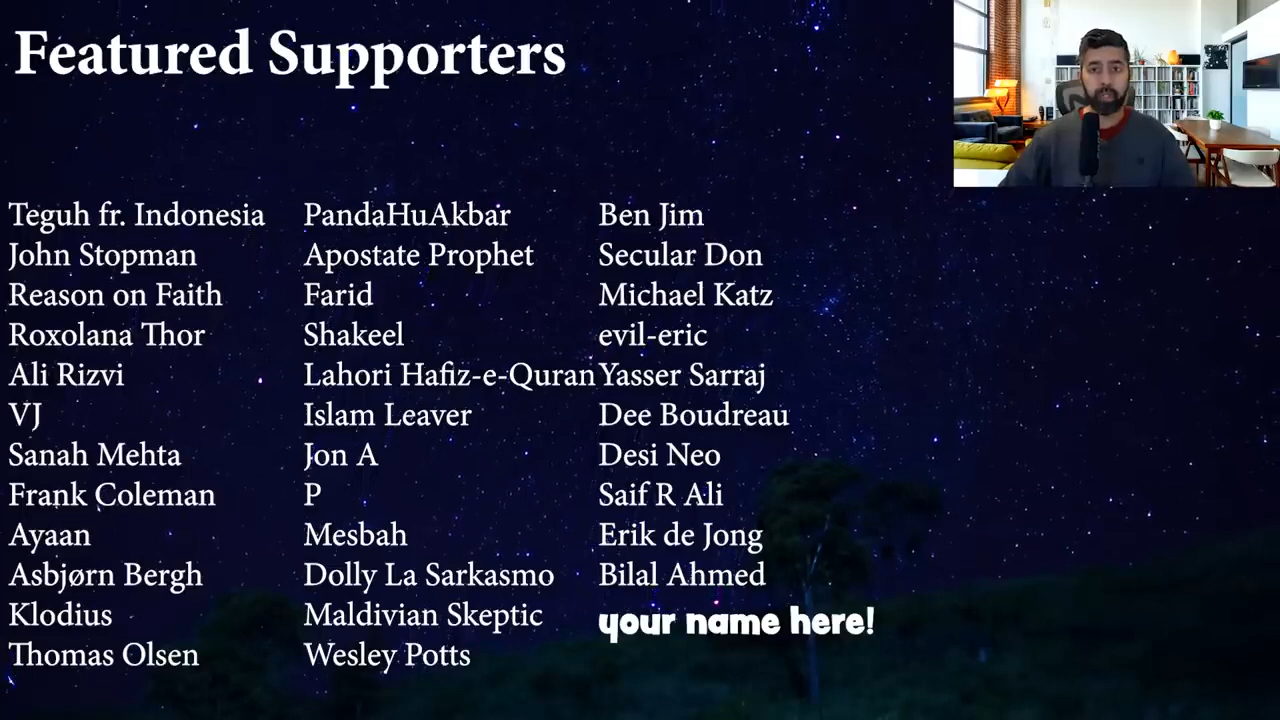 Featured Supporters
Teguh fr. Indonesia
John Stopman
Reason on Faith
Roxolana Thor
Ali Rizvi
VJ
Sanah Mehta
Frank Coleman
Ayaan
Asbjørn Bergh
Klodius
Thomas Olsen
PandaHuAkbar
Apostate Prophet
Farid
Shakeel
Lahori Hafiz-e-Quran
Islam Leaver
Jon A
P
Mesbah
Dolly La Sarkasmo
Maldivian Skeptic
Wesley Potts
Ben Jim
Secular Don
Michael Katz
evil-eric
Yasser Sarraj
Dee Boudreau
Desi Neo
Saif R Ali
Erik de Jong
Bilal Ahmed
your name here!